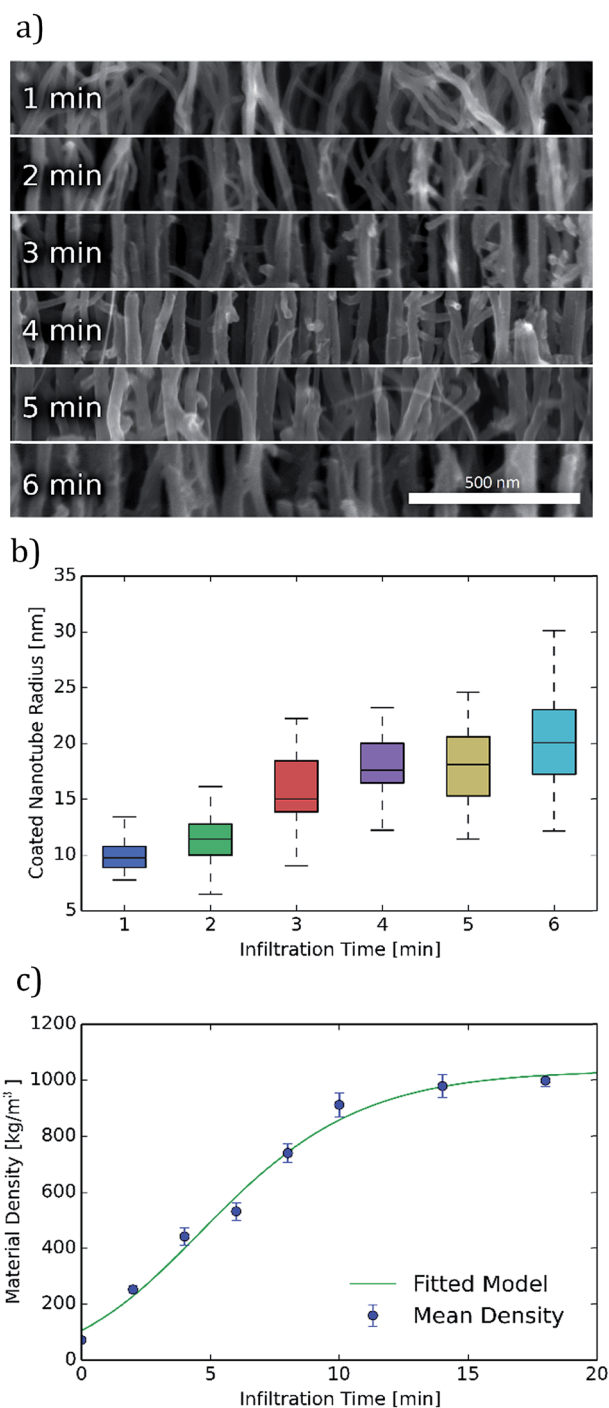 a)
1 min
2 min
3 min
4 min
5 min
6 min
500 nm
b)
35
30
25
20
15
10
5
Coated Nanotube Radius [nm]
1 2 3 4 5 6
Infiltration Time [min]
c)
1200
1000
800
600
400
200
0
Material Density [kg/m³]
Fitted Model
Mean Density
0 5 10 15 20
Infiltration Time [min]